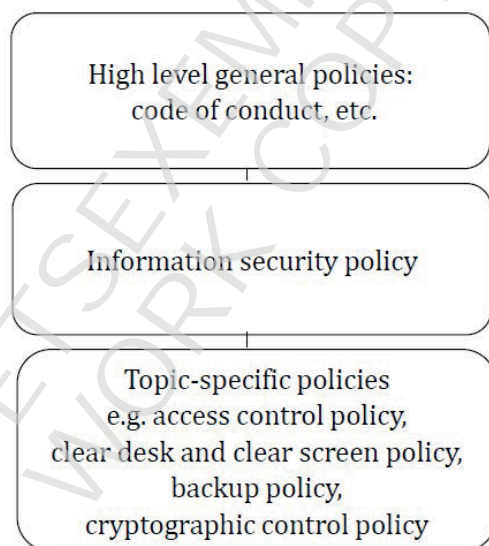 High level general policies:
code of conduct, etc.
Information security policy
Topic-specific policies
e.g. access control policy,
clear desk and clear screen policy,
backup policy,
cryptographic control policy